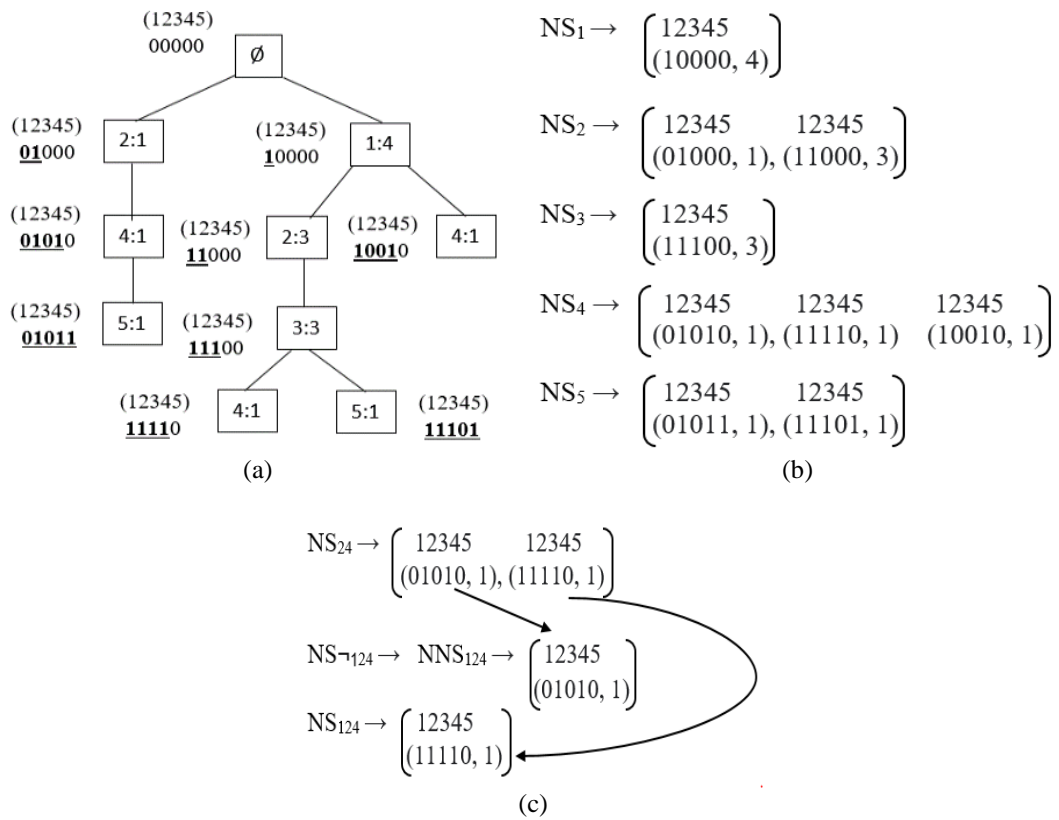 (12345)
00000
∅
(12345)
01000
2:1
(12345)
10000
1:4
(12345)
01010
4:1
(12345)
11000
2:3
(12345)
10010
4:1
(12345)
01011
5:1
(12345)
11100
3:3
(12345)
11110
4:1
5:1
(12345)
11101
(a)
NS₁→ 12345
(10000, 4)
NS₂→ 12345 12345
(01000, 1), (11000, 3)
NS₃→ 12345
(11100, 3)
NS₄→ 12345 12345 12345
(01010, 1), (11110, 1) (10010, 1)
NS₅→ 12345 12345
(01011, 1), (11101, 1)
(b)
NS₂₄→ 12345 12345
(01010, 1), (11110, 1)
NS¬₁₂₄→ NNS₁₂₄→ 12345
(01010, 1)
NS₁₂₄→ 12345
(11110, 1)
(c)